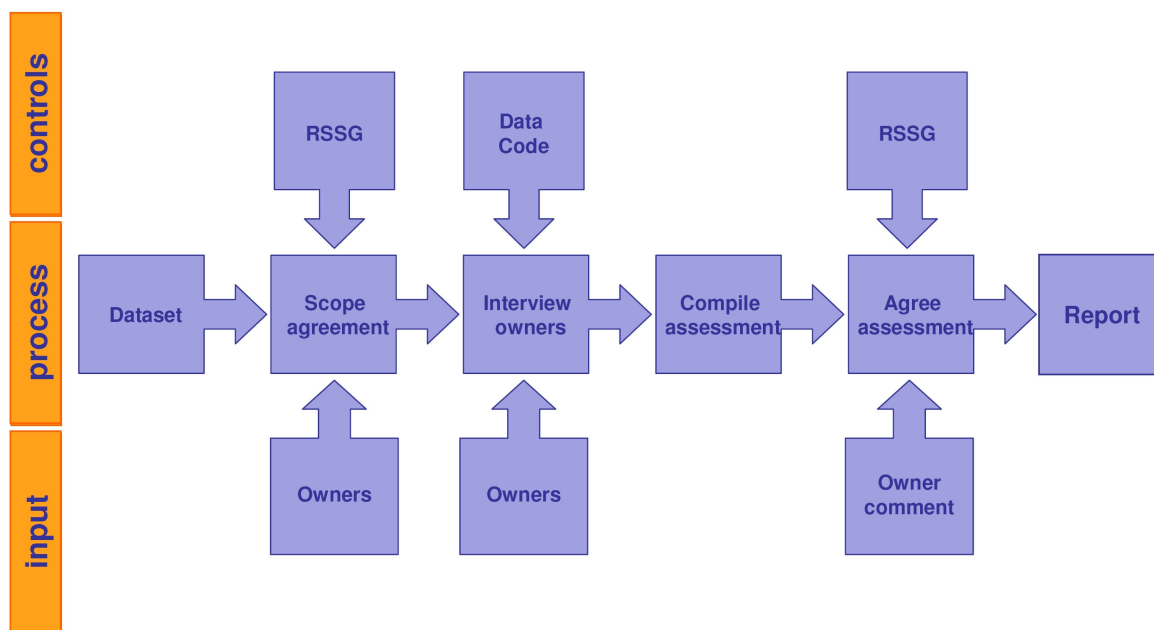 controls
RSSG
Data
Code
RSSG
process
Dataset
Scope
agreement
Interview
owners
Compile
assessment
Agree
assessment
Report
input
Owners
Owners
Owner
comment